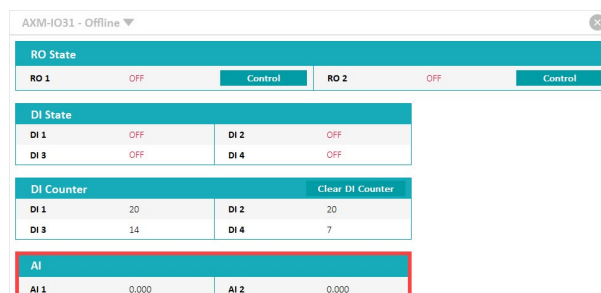 AXM-IO31 - Offline
RO State
RO 1 OFF Control RO 2 OFF Control
DI State
DI 1 OFF DI 2 OFF
DI 3 OFF DI 4 OFF
DI Counter Clear DI Counter
DI 1 20 DI 2 20
DI 3 14 DI 4 7
AI
AI 1 0.000 AI 2 0.000